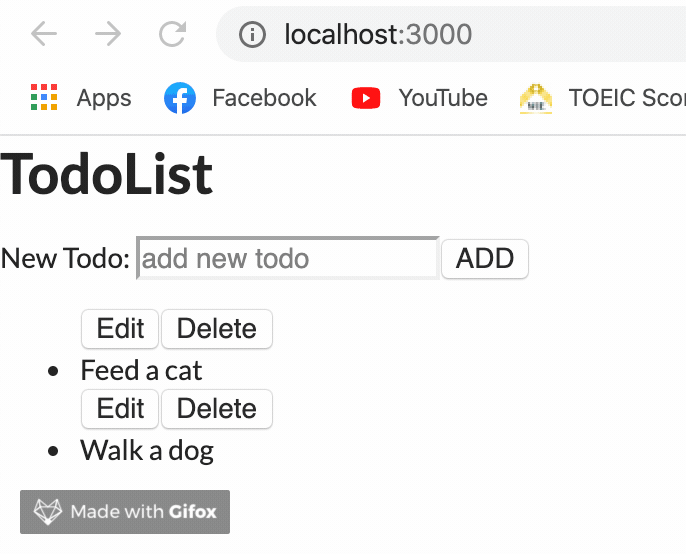 localhost:3000
Apps Facebook YouTube TOEIC Scor
TodoList
New Todo: add new todo ADD
Edit Delete
Feed a cat
Edit Delete
Walk a dog
Made with Gifox